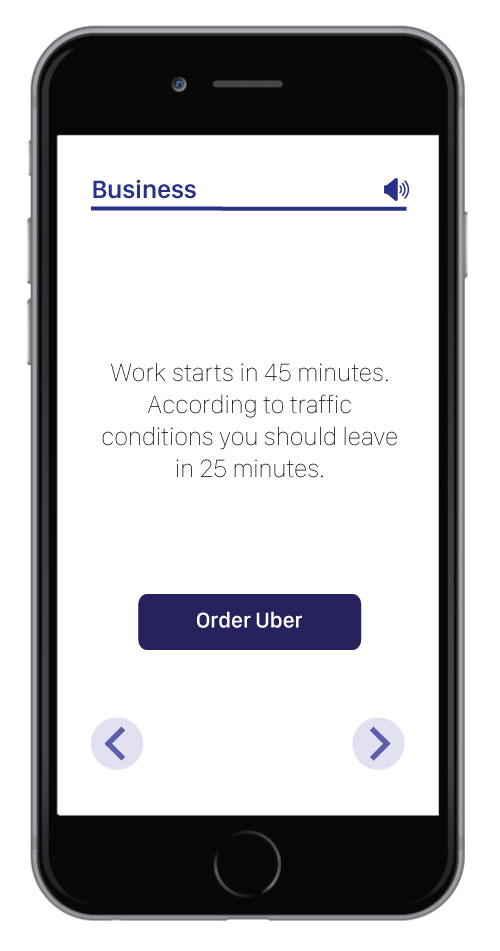 Business
Work starts in 45 minutes.
According to traffic
conditions you should leave
in 25 minutes.
Order Uber